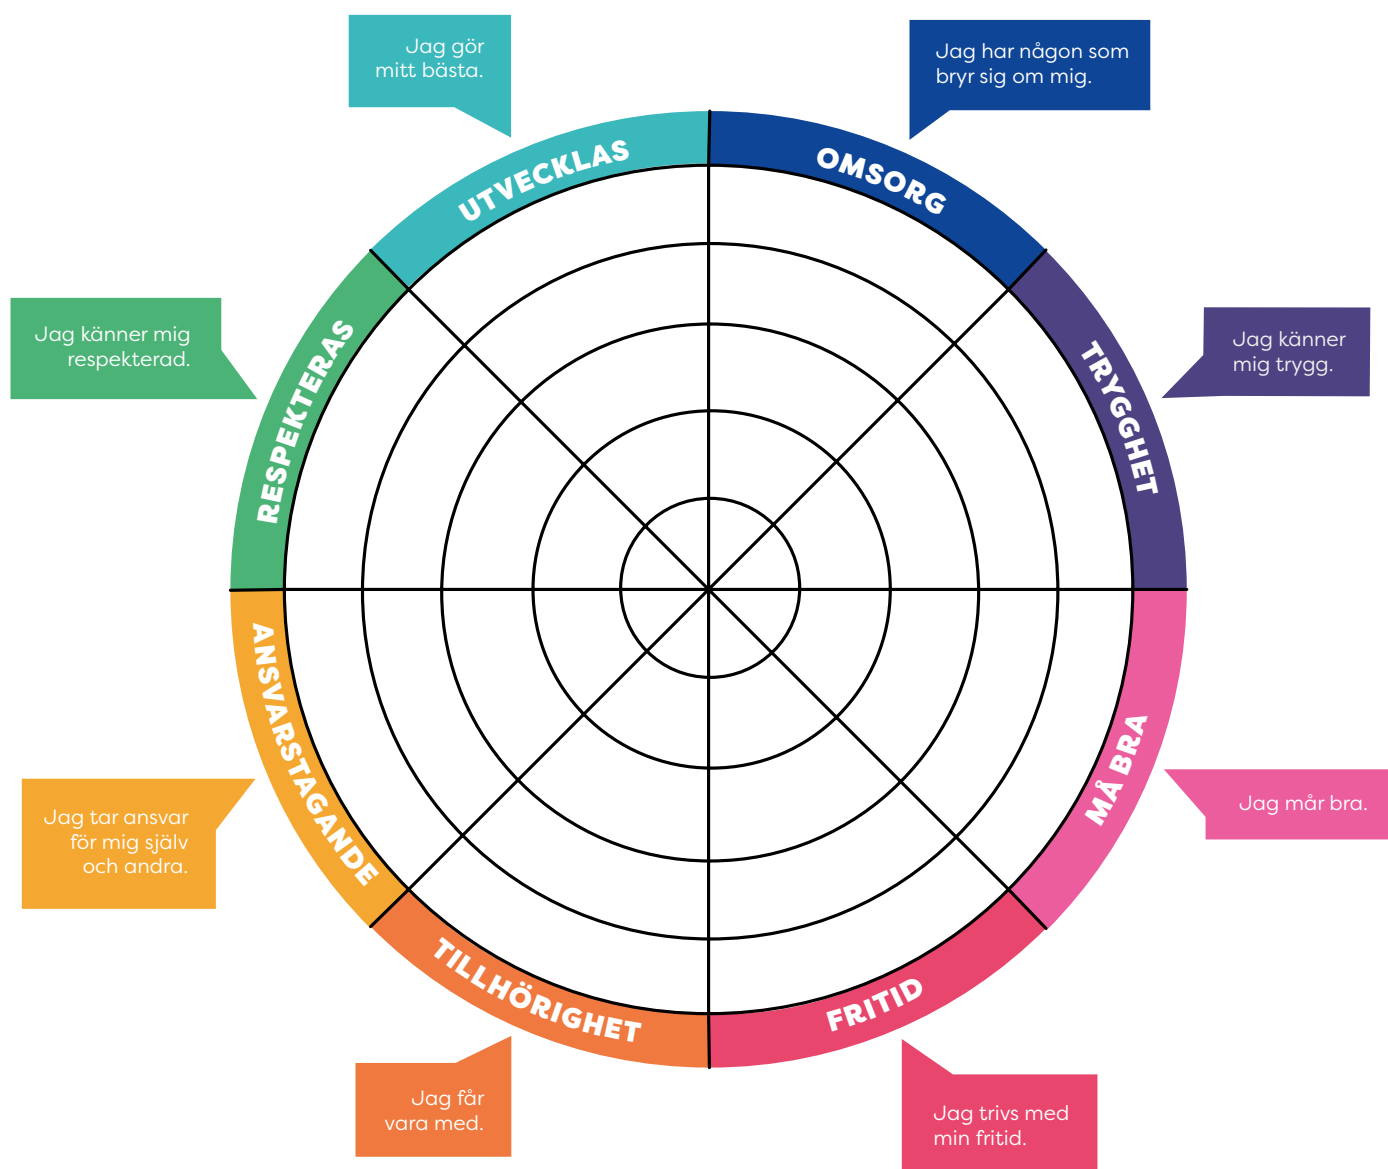 Jag gör
mitt bästa.
Jag har någon som
bryr sig om mig.
UTVECKLAS
OMSORG
Jag känner mig
respekterad.
RESPEKTERAS
TRYGGHET
Jag känner
mig trygg.
ANSVARSTAGANDE
MÅ BRA
Jag tar ansvar
för mig själv
och andra.
Jag mår bra.
TILLHÖRIGHET
FRITID
Jag får
vara med.
Jag trivs med
min fritid.